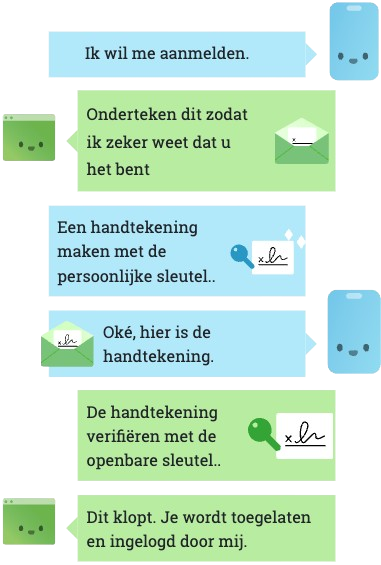 Ik wil me aanmelden.
Onderteken dit zodat
ik zeker weet dat u
het bent
Een handtekening
maken met de
persoonlijke sleutel..
Oké, hier is de
handtekening.
De handtekening
verifiëren met de
openbare sleutel..
Dit klopt. Je wordt toegelaten
en ingelogd door mij.